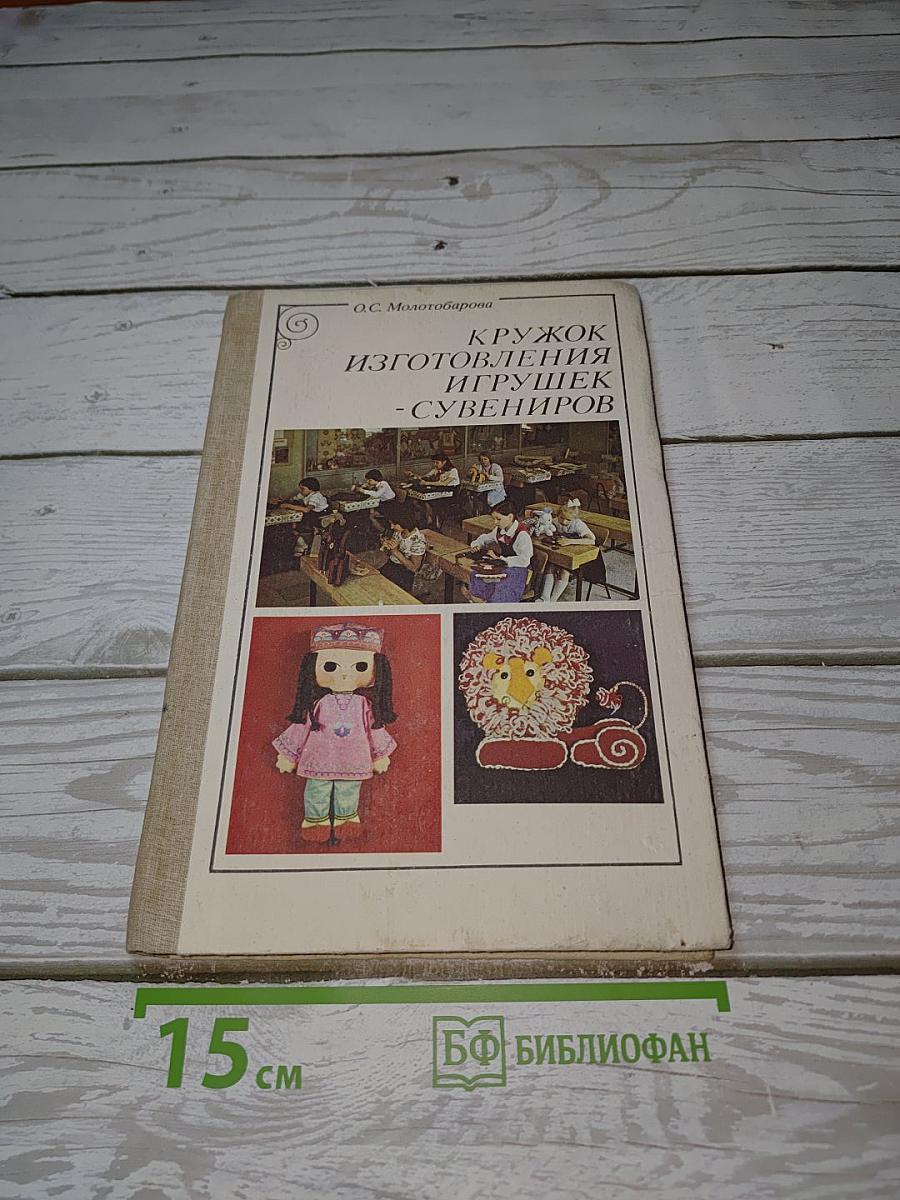 О.С. Молотобарова
КРУЖОК
ИЗГОТОВЛЕНИЯ
ИГРУШЕК
-СУВЕНИРОВ
15 см
БФ БИБЛИОФАН